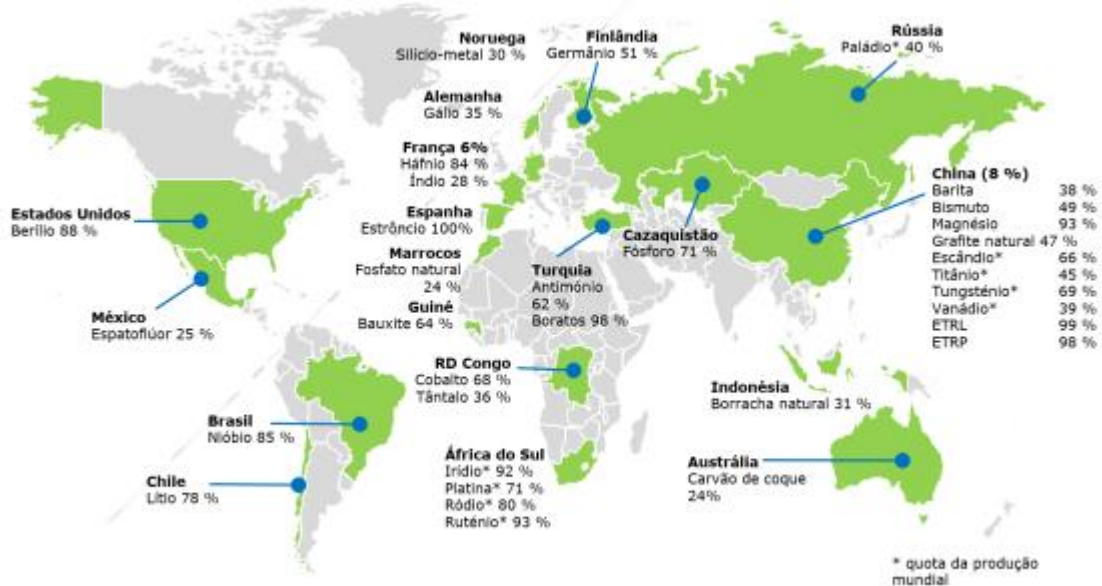 Noruega
Silício-metal 30 %
Finlândia
Germânio 51 %
Rússia
Paládio* 40 %
Alemanha
Gálio 35 %
França 6%
Háfnio 84 %
Índio 28 %
Espanha
Estrôncio 100%
Marrocos
Fosfato natural
24 %
Guiné
Bauxite 64 %
Estados Unidos
Berílio 88 %
México
Espatoflúor 25 %
Turquia
Antimónio
62 %
Boratos 98 %
Cazaquistão
Fósforo 71 %
China (8 %)
Barita 38 %
Bismuto 49 %
Magnésio 93 %
Grafite natural 47 %
Escândio* 66 %
Titânio* 45 %
Tungsténio* 69 %
Vanádio* 39 %
ETRL 99 %
ETRP 98 %
RD Congo
Cobalto 68 %
Tântalo 36 %
Indonésia
Borracha natural 31 %
Brasil
Nióbio 85 %
Chile
Lítio 78 %
África do Sul
Irídio* 92 %
Platina* 71 %
Ródio* 80 %
Ruténio* 93 %
Austrália
Carvão de coque
24%
* quota da produção
mundial